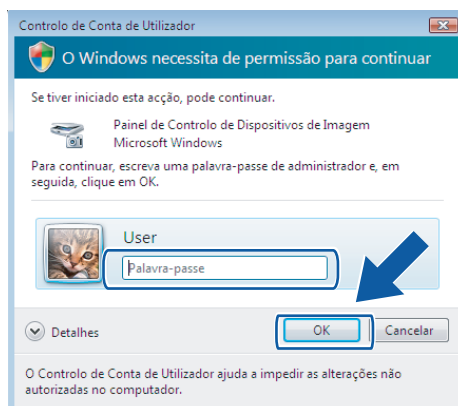 Controlo de Conta de Utilizador
O Windows necessita de permissão para continuar
Se tiver iniciado esta acção, pode continuar.
Painel de Controlo de Dispositivos de Imagem
Microsoft Windows
Para continuar, escreva uma palavra-passe de administrador e, em
seguida, clique em OK.
User
Palavra-passe
Detalhes
OK
Cancelar
O Controlo de Conta de Utilizador ajuda a impedir as alterações não
autorizadas no computador.